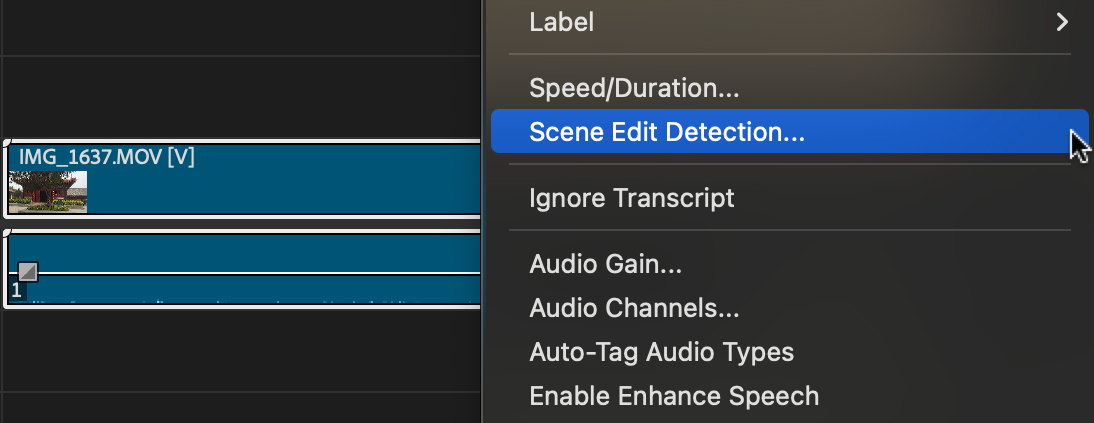 Label
Speed/Duration...
IMG_1637.MOV [V]
Scene Edit Detection...
Ignore Transcript
Audio Gain...
1
Audio Channels...
Auto-Tag Audio Types
Enable Enhance Speech